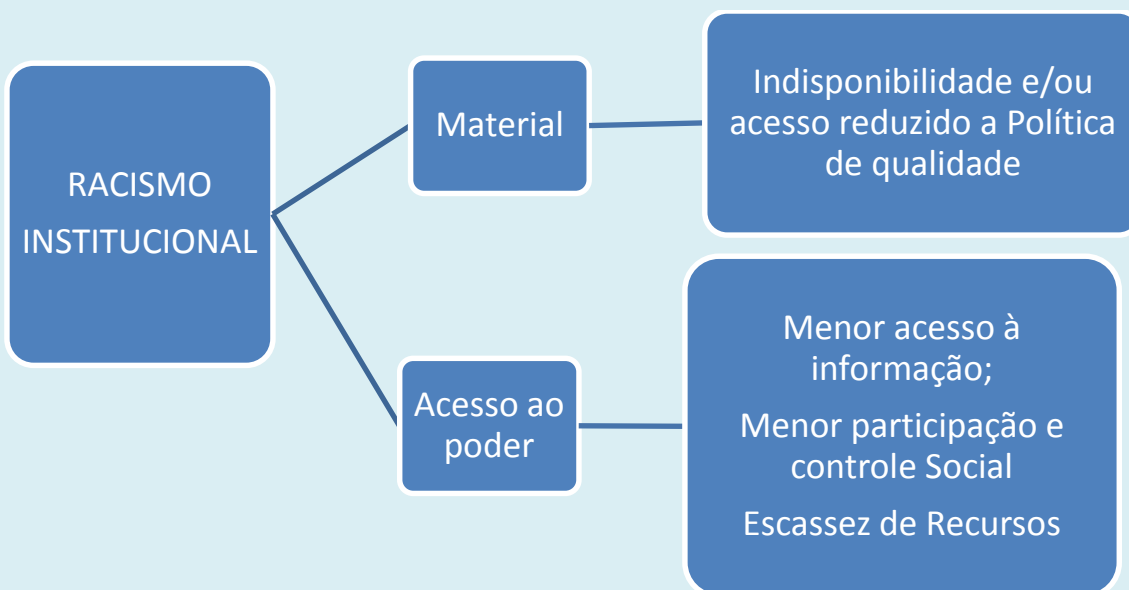 RACISMO
INSTITUCIONAL
Material
Indisponibilidade e/ou
acesso reduzido a Política
de qualidade
Acesso ao
poder
Menor acesso à
informação;
Menor participação e
controle Social
Escassez de Recursos